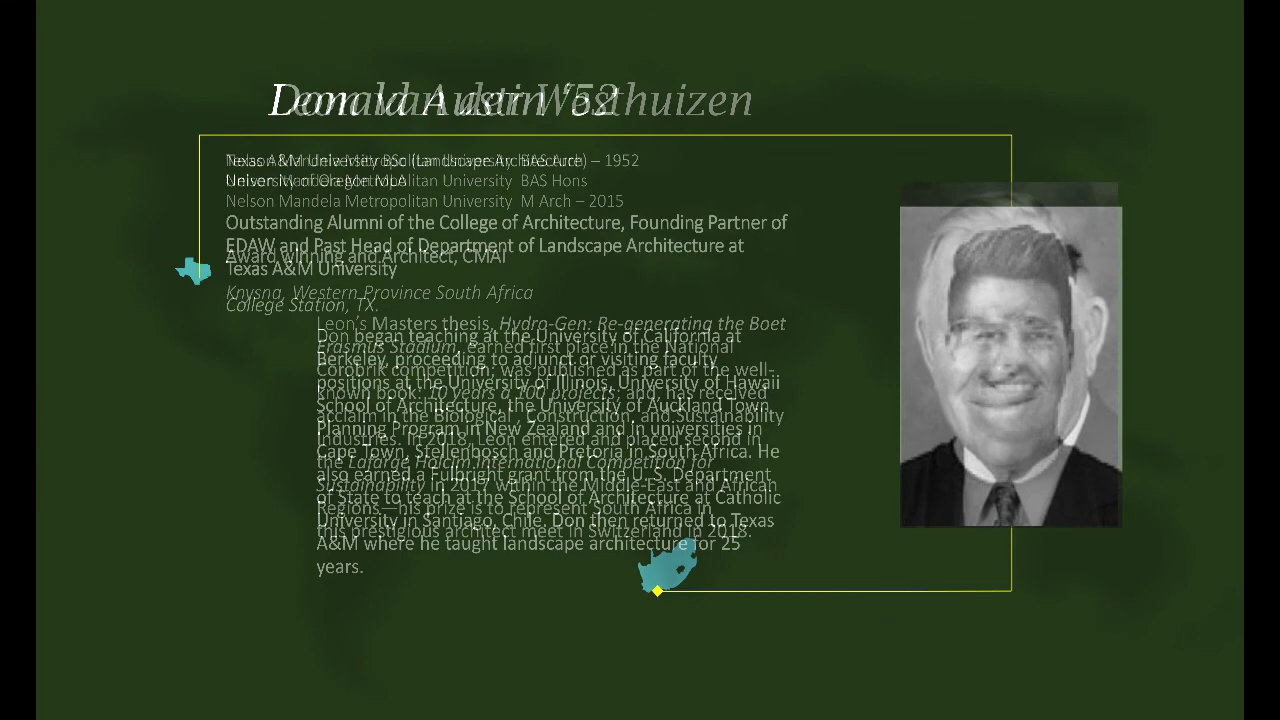 Donald Austin '52
Leon van der Westhuizen
Texas A&M University BSc (Landscape Architecture) – 1952
Nelson Mandela Metropolitan University BAS Arch
University of Oregon MLA
Nelson Mandela Metropolitan University BAS Hons
Nelson Mandela Metropolitan University M Arch – 2015
Outstanding Alumni of the College of Architecture, Founding Partner of
EDAW and Past Head of Department of Landscape Architecture at
Texas A&M University
Award winning and Architect, CMAI
Knysna, Western Province South Africa
College Station, TX.
Leon's Masters thesis, Hydro-Gen: Re-generating the Boet
Erasmus Stadium, earned first place in the National
Corobrik competition; was published as part of the well-
known book: 10 years a 100 projects; and, has received
acclaim in the Biological, Construction, and Sustainability
Industries. In 2018, Leon entered and placed second in
the Lafarge Holcim International Competition for
Sustainability in 2017 within the Middle-East and African
Regions—his prize is to represent South Africa in
this prestigious architect meet in Switzerland in 2018.
Don began teaching at the University of California at
Berkeley, proceeding to adjunct or visiting faculty
positions at the University of Illinois, University of Hawaii
School of Architecture, the University of Auckland Town
Planning Program in New Zealand and in universities in
Cape Town, Stellenbosch and Pretoria in South Africa. He
also earned a Fulbright grant from the U. S. Department
of State to teach at the School of Architecture at Catholic
University in Santiago, Chile. Don then returned to Texas
A&M where he taught landscape architecture for 25
years.